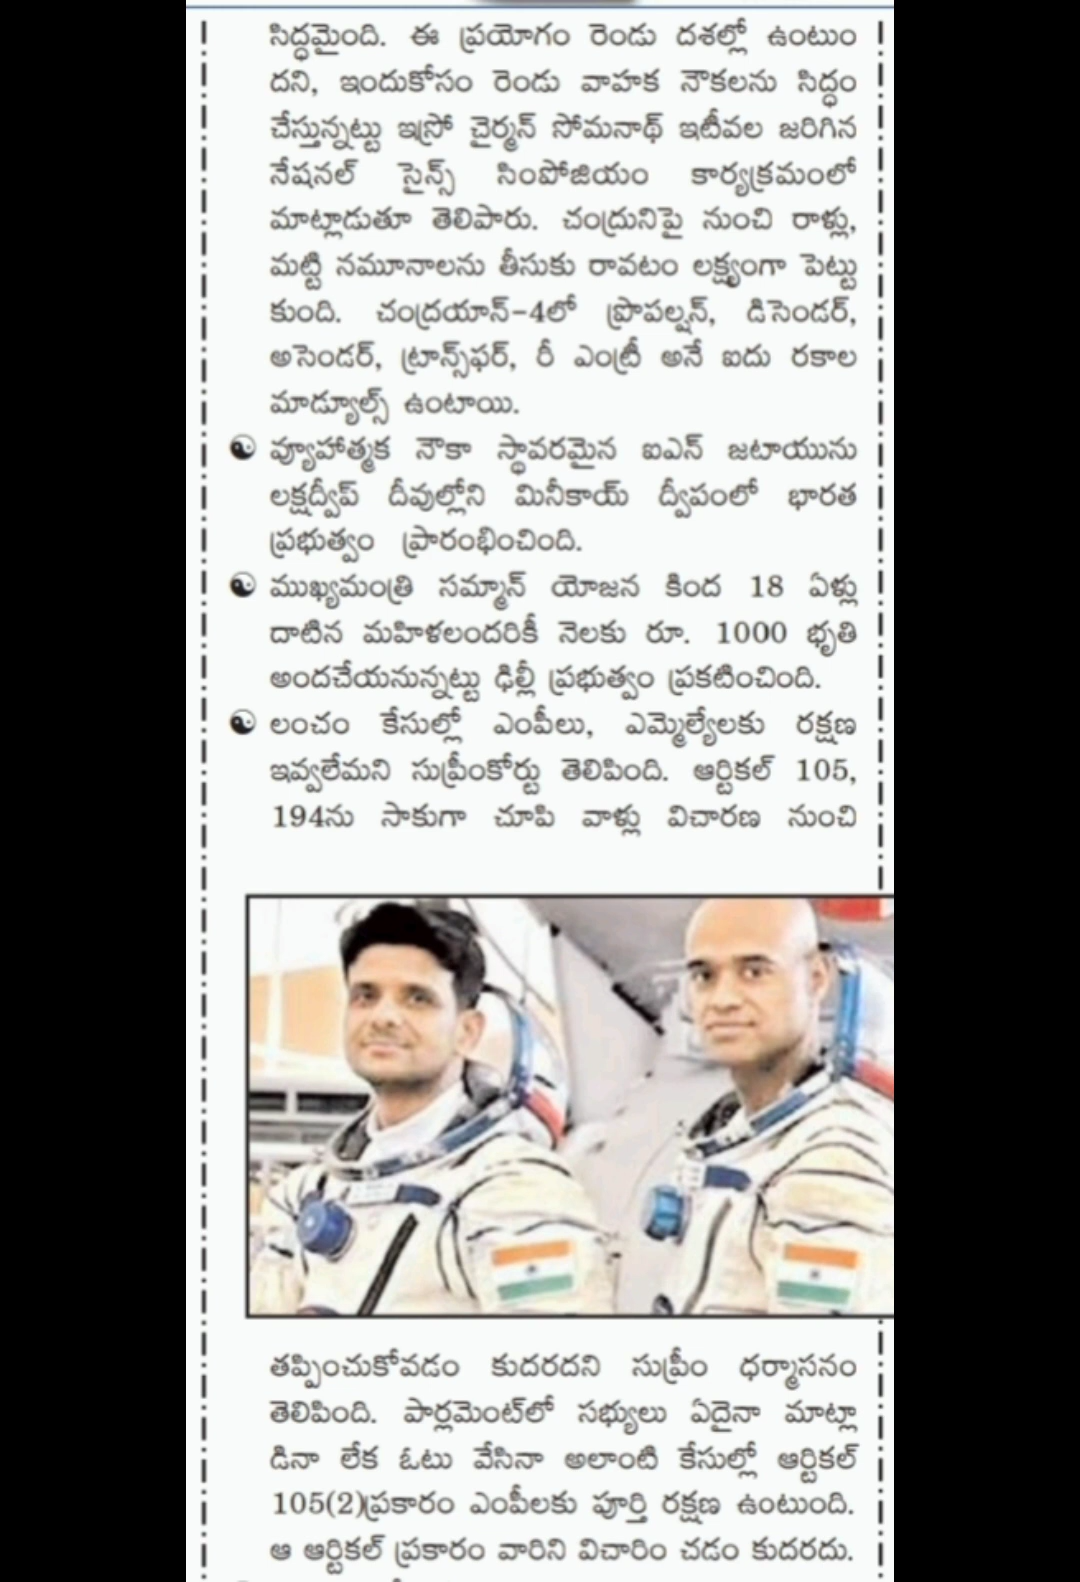 సిద్ధమైంది. ఈ ప్రయోగం రెండు దశల్లో ఉంటుం
దని, ఇందుకోసం రెండు వాహక నౌకలను సిద్ధం
చేస్తున్నట్టు ఇస్రో చైర్మన్ సోమనాథ్ ఇటీవల జరిగిన
నేషనల్ సైన్స్ సింపోజియం కార్యక్రమంలో
మాట్లాడుతూ తెలిపారు. చంద్రునిపై నుంచి రాళ్లు,
మట్టి నమూనాలను తీసుకు రావటం లక్ష్యంగా పెట్టు
కుంది. చంద్రయాన్-4లో ప్రొపల్షన్, డిసెండర్,
అసెండర్, ట్రాన్స్‌ఫర్, రీ ఎంట్రీ అనే ఐదు రకాల
మాడ్యూల్స్ ఉంటాయి.
☯ వ్యూహాత్మక నౌకా స్థావరమైన ఐఎన్ జటాయును
లక్షద్వీప్ దీవుల్లోని మినీకాయ్ ద్వీపంలో భారత
ప్రభుత్వం ప్రారంభించింది.
☯ ముఖ్యమంత్రి సమ్మాన్ యోజన కింద 18 ఏళ్లు
దాటిన మహిళలందరికీ నెలకు రూ. 1000 భృతి
అందచేయనున్నట్టు ఢిల్లీ ప్రభుత్వం ప్రకటించింది.
☯ లంచం కేసుల్లో ఎంపీలు, ఎమ్మెల్యేలకు రక్షణ
ఇవ్వలేమని సుప్రీంకోర్టు తెలిపింది. ఆర్టికల్ 105,
194ను సాకుగా చూపి వాళ్లు విచారణ నుంచి
తప్పించుకోవడం కుదరదని సుప్రీం ధర్మాసనం
తెలిపింది. పార్లమెంట్‌లో సభ్యులు ఏదైనా మాట్లా
డినా లేక ఓటు వేసినా అలాంటి కేసుల్లో ఆర్టికల్
105(2)ప్రకారం ఎంపీలకు పూర్తి రక్షణ ఉంటుంది.
ఆ ఆర్టికల్ ప్రకారం వారిని విచారిం చడం కుదరదు.